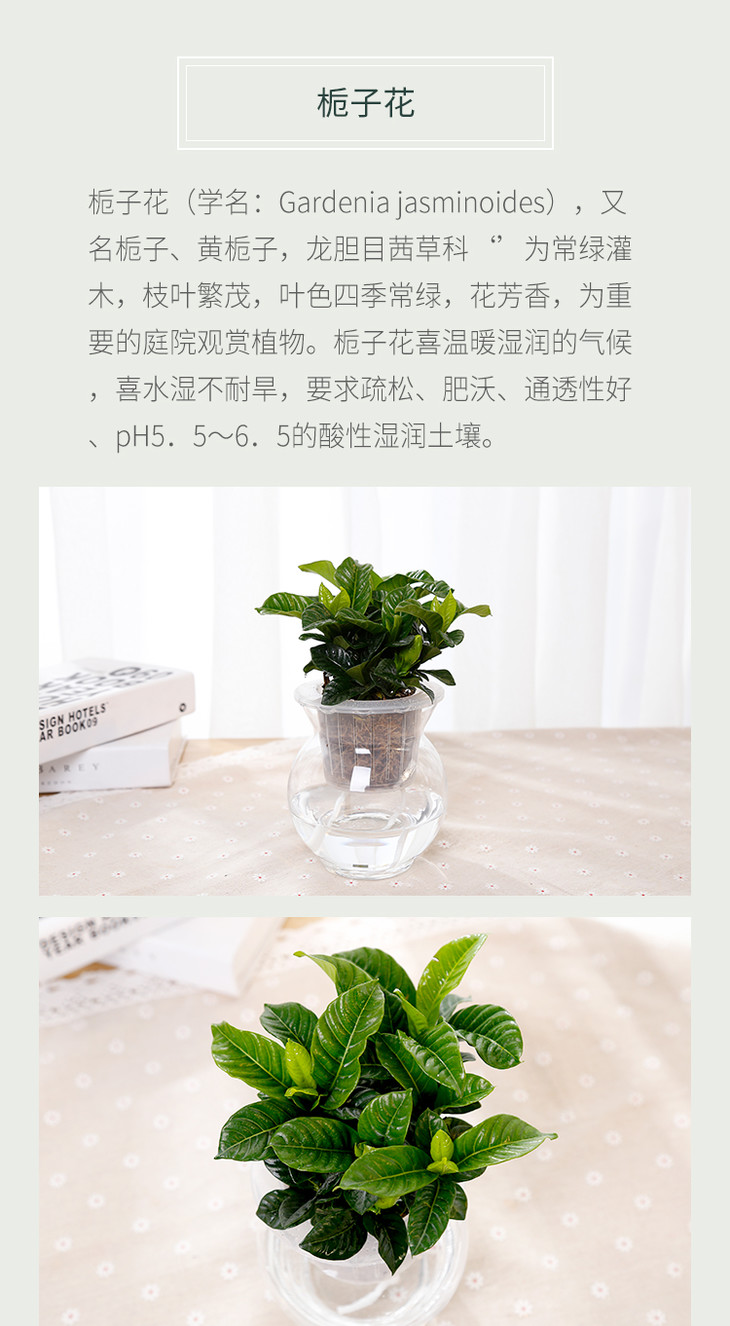 栀子花
栀子花（学名：Gardenia jasminoides），又
名栀子、黄栀子，龙胆目茜草科‘’为常绿灌
木，枝叶繁茂，叶色四季常绿，花芳香，为重
要的庭院观赏植物。栀子花喜温暖湿润的气候
，喜水湿不耐旱，要求疏松、肥沃、通透性好
、pH5．5～6．5的酸性湿润土壤。
SIGN HOTELS
AR BOOK09
BAREY
YEAR BOOK